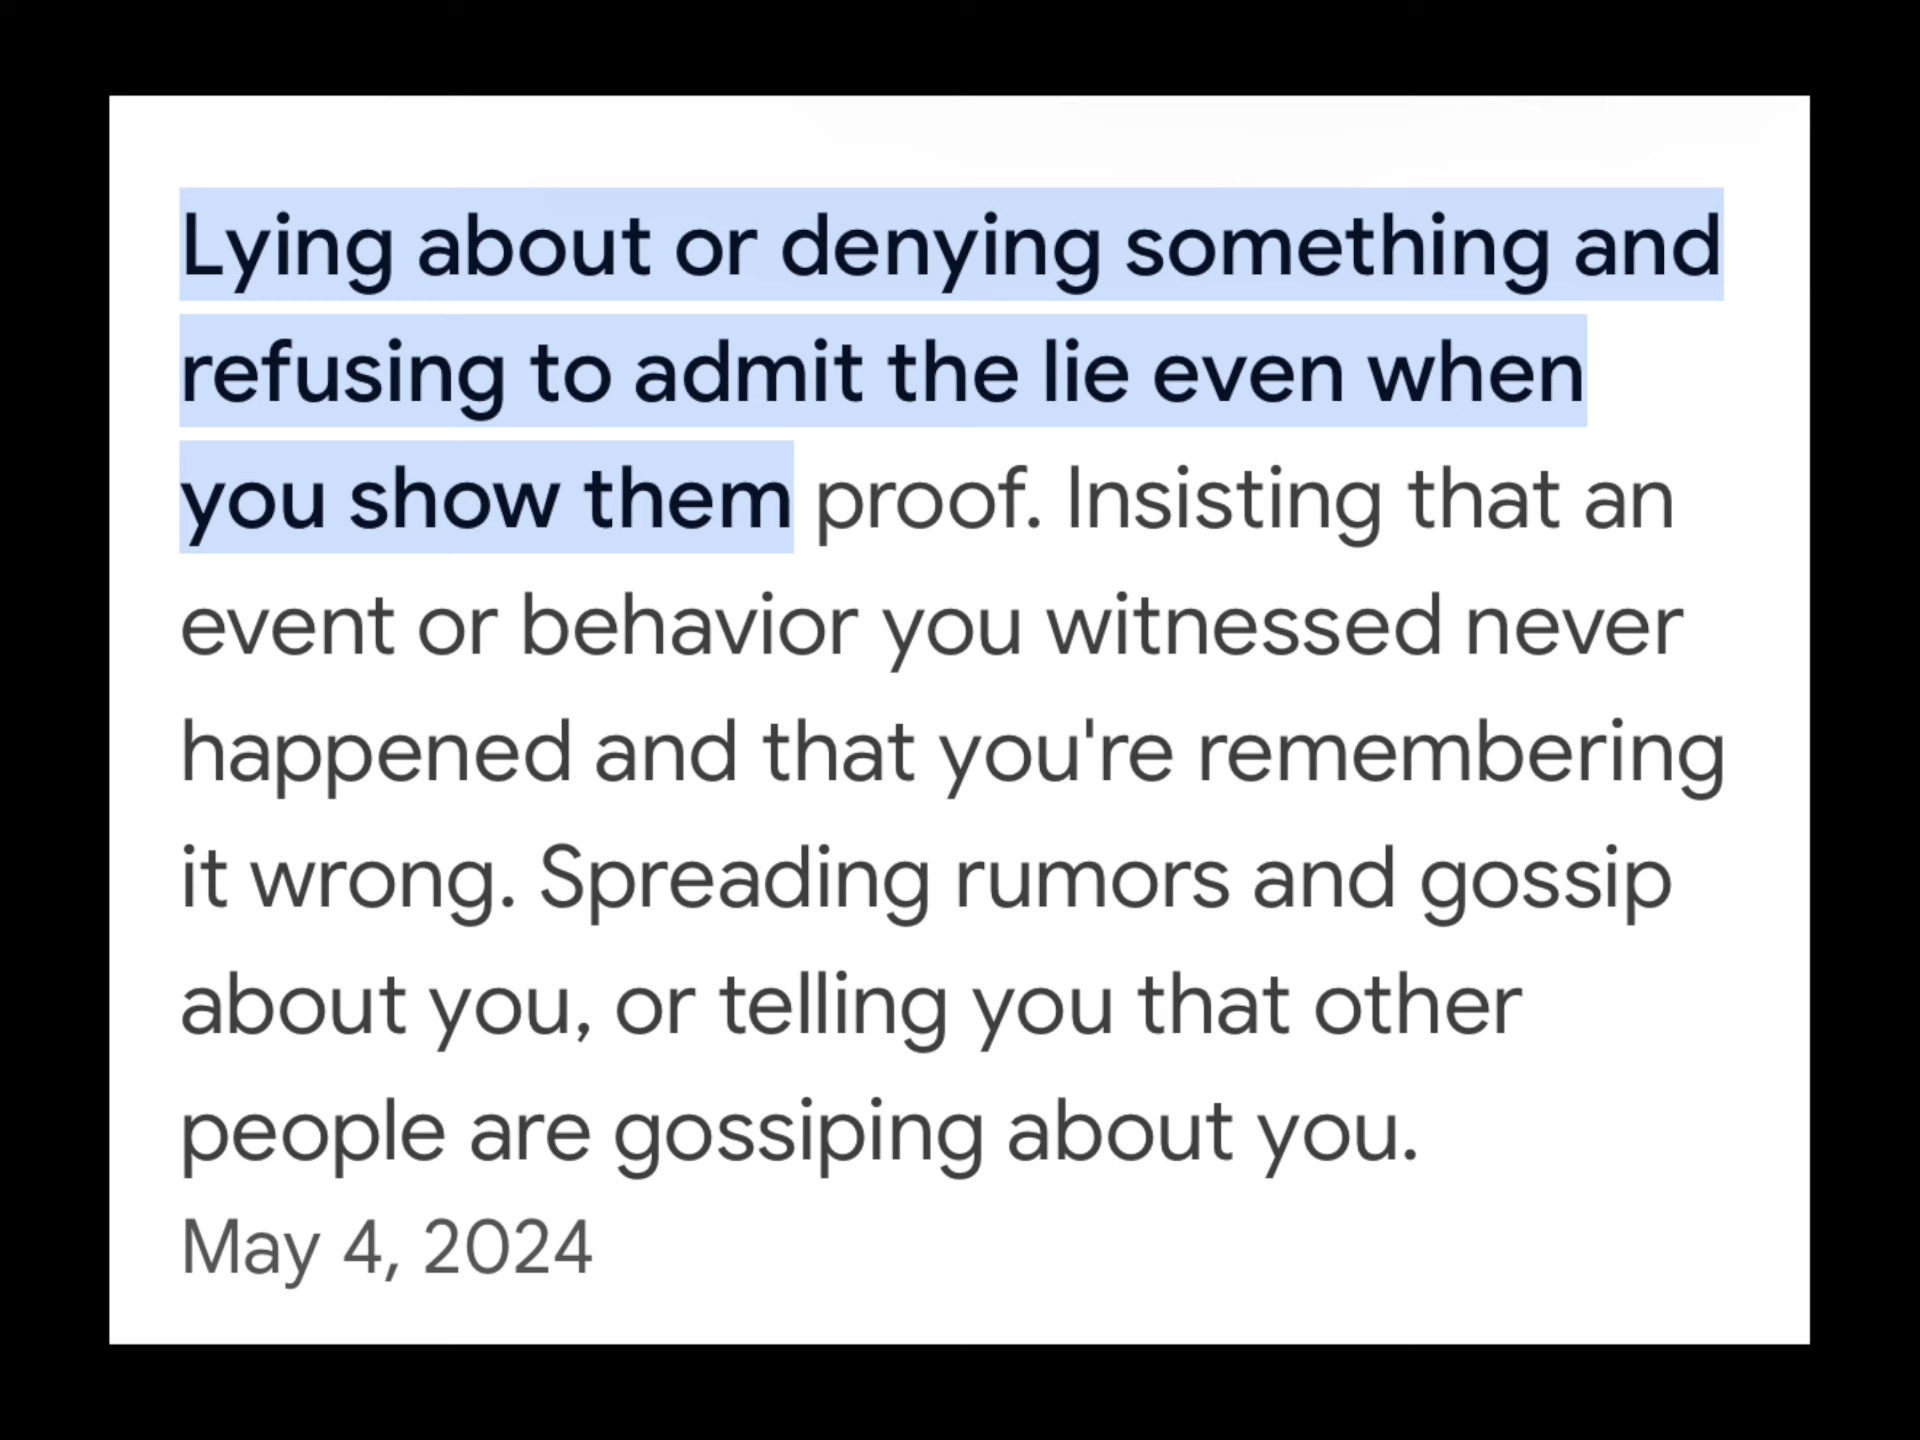 Lying about or denying something and
refusing to admit the lie even when
you show them proof. Insisting that an
event or behavior you witnessed never
happened and that you're remembering
it wrong. Spreading rumors and gossip
about you, or telling you that other
people are gossiping about you.
May 4, 2024